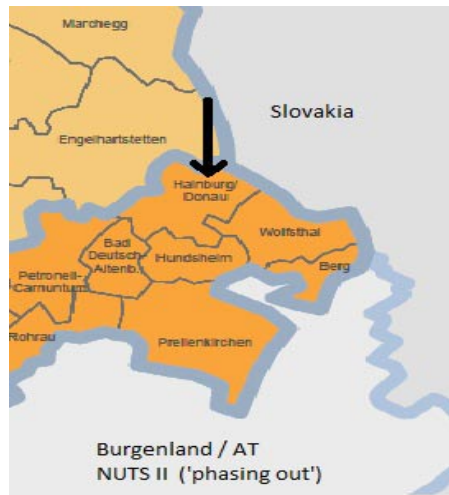 Marchegg
Slovakia
Engelhartstetten
Hainburg/
Donau
Wolfsthal
Bad
Deutsch-
Altenb.
Hundsheim
Berg
Petronell-
Carnuntum
Rohrau
Prellenkirchen
Burgenland / AT
NUTS II ('phasing out')